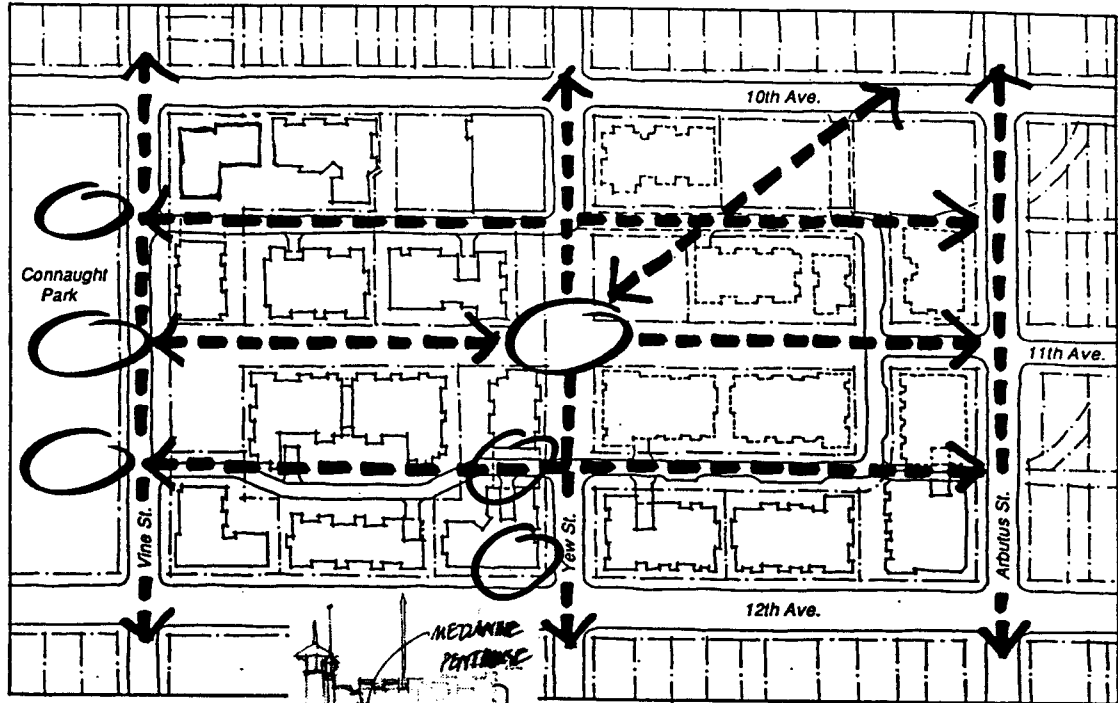 10th Ave.
Connaught
Park
11th Ave.
Vine St.
Yew St.
Arbutus St.
12th Ave.
MEZZANINE
PENTHOUSE